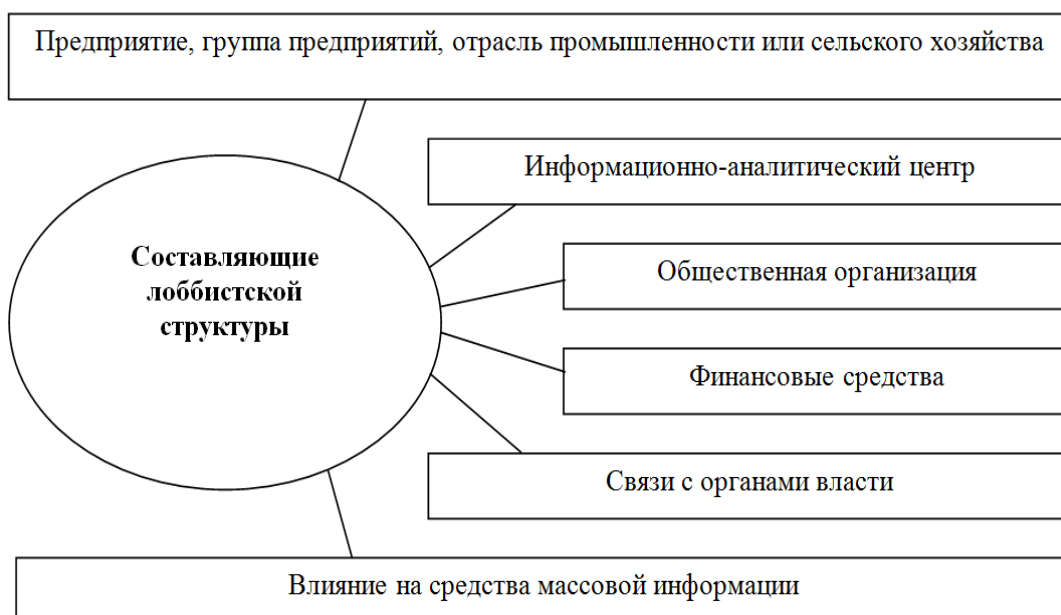 Предприятие, группа предприятий, отрасль промышленности или сельского хозяйства
Информационно-аналитический центр
Составляющие
лоббистской
структуры
Общественная организация
Финансовые средства
Связи с органами власти
Влияние на средства массовой информации